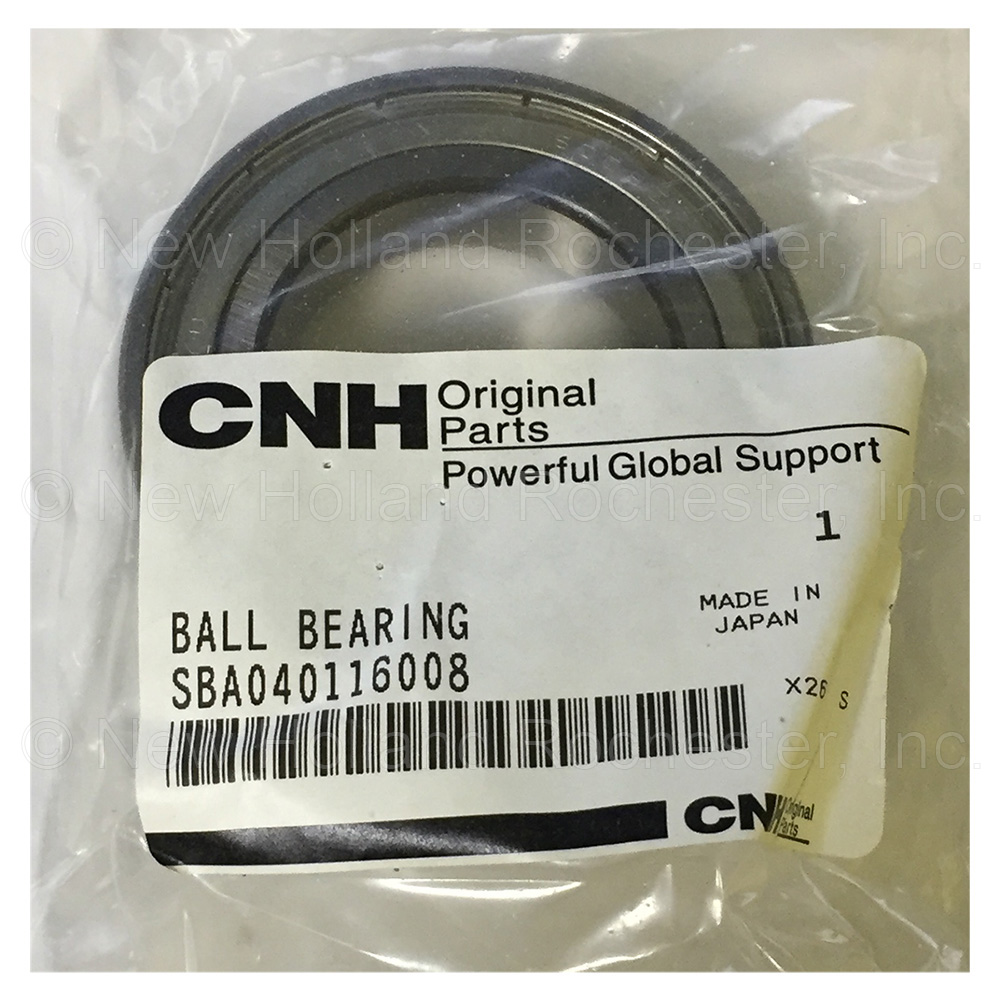 © New Holland Rochester, Inc.
CNH Original
Parts
Powerful Global Support
© New Holland Rochester, Inc.
1
MADE IN
JAPAN
BALL BEARING
SBA040116008
X26 S
© New Holland Rochester, Inc.
CNH Original
Parts